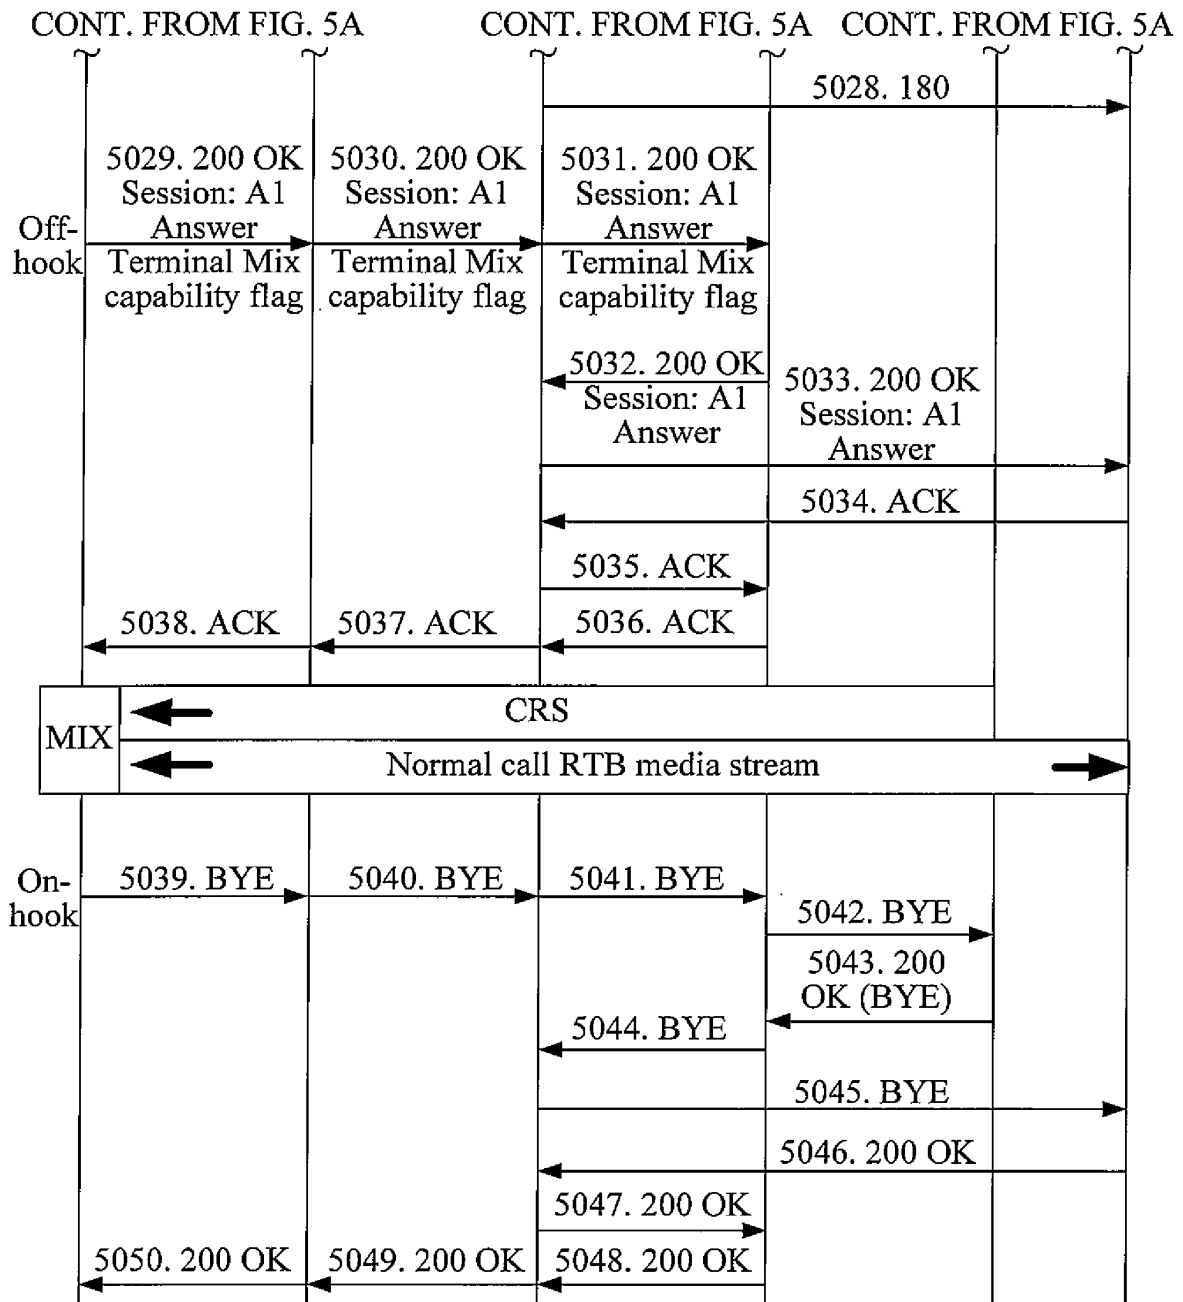 CONT. FROM FIG. 5A
CONT. FROM FIG. 5A
CONT. FROM FIG. 5A
5028. 180
5029. 200 OK
Session: A1
Answer
Terminal Mix
capability flag
5030. 200 OK
Session: A1
Answer
Terminal Mix
capability flag
5031. 200 OK
Session: A1
Answer
Terminal Mix
capability flag
Off-
hook
5032. 200 OK
Session: A1
Answer
5033. 200 OK
Session: A1
Answer
5034. ACK
5035. ACK
5038. ACK
5037. ACK
5036. ACK
MIX
CRS
Normal call RTB media stream
On-
hook
5039. BYE
5040. BYE
5041. BYE
5042. BYE
5043. 200
OK (BYE)
5044. BYE
5045. BYE
5046. 200 OK
5047. 200 OK
5050. 200 OK
5049. 200 OK
5048. 200 OK